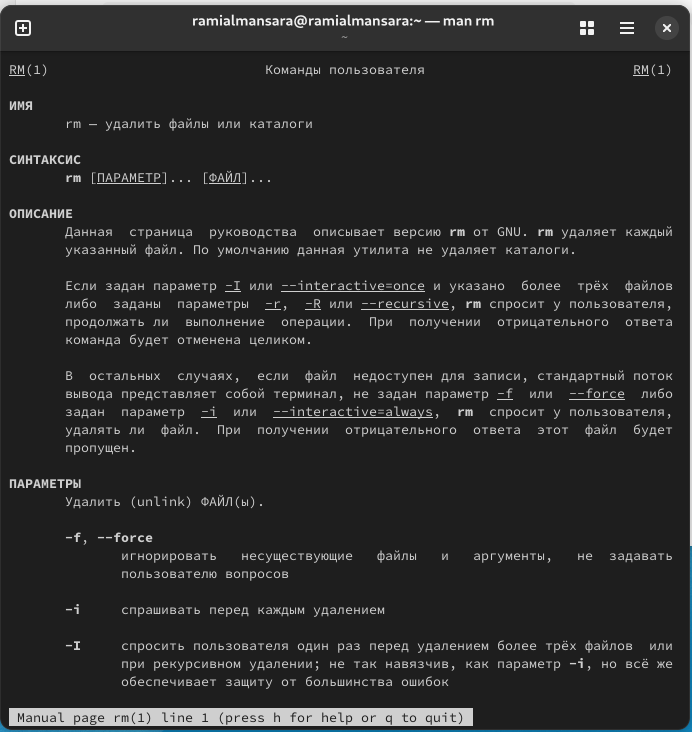 ramialmansara@ramialmansara:~ — man rm
~
RM(1) Команды пользователя RM(1)
ИМЯ
rm — удалить файлы или каталоги
СИНТАКСИС
rm [ПАРАМЕТР]... [ФАЙЛ]...
ОПИСАНИЕ
Данная страница руководства описывает версию rm от GNU. rm удаляет каждый
указанный файл. По умолчанию данная утилита не удаляет каталоги.
Если задан параметр -I или --interactive=once и указано более трёх файлов
либо заданы параметры -r, -R или --recursive, rm спросит у пользователя,
продолжать ли выполнение операции. При получении отрицательного ответа
команда будет отменена целиком.
В остальных случаях, если файл недоступен для записи, стандартный поток
вывода представляет собой терминал, не задан параметр -f или --force либо
задан параметр -i или --interactive=always, rm спросит у пользователя,
удалять ли файл. При получении отрицательного ответа этот файл будет
пропущен.
ПАРАМЕТРЫ
Удалить (unlink) ФАЙЛ(ы).
-f, --force
игнорировать несуществующие файлы и аргументы, не задавать
пользователю вопросов
-i спрашивать перед каждым удалением
-I спросить пользователя один раз перед удалением более трёх файлов или
при рекурсивном удалении; не так навязчив, как параметр -i, но всё же
обеспечивает защиту от большинства ошибок
Manual page rm(1) line 1 (press h for help or q to quit)